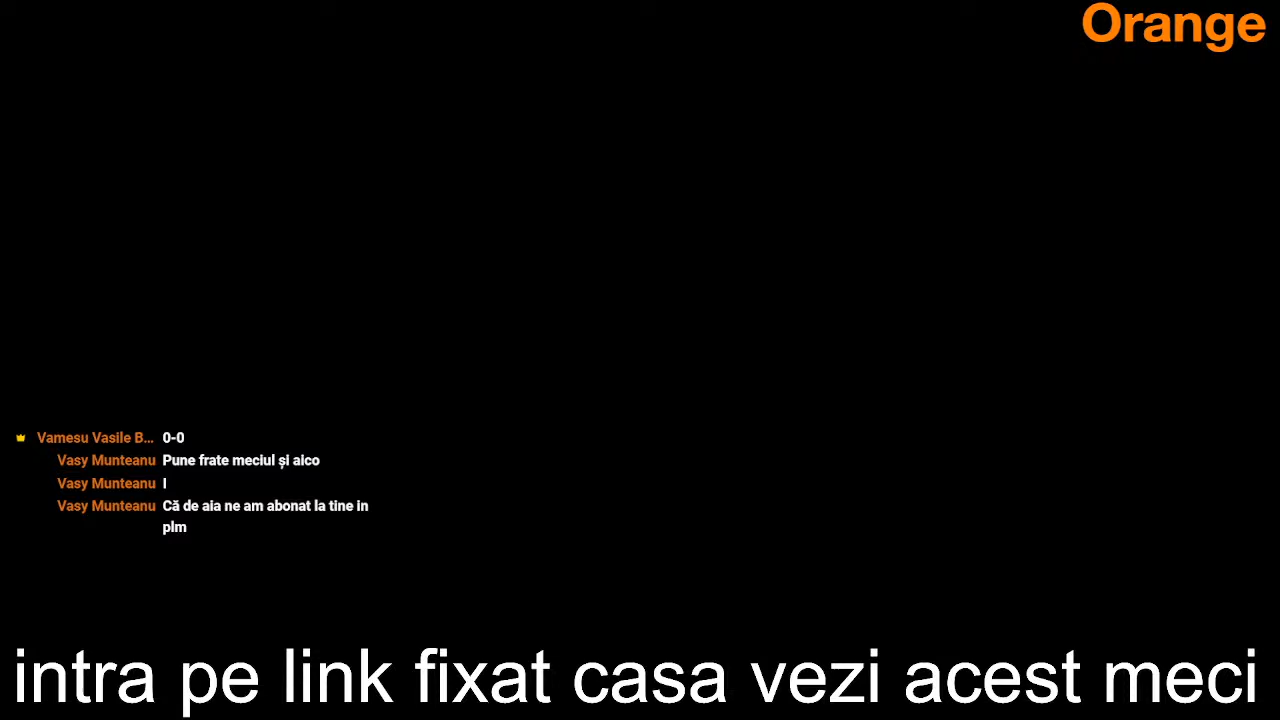 Orange
Vamesu Vasile B... 0-0
Vasy Munteanu Pune frate meciul și aico
Vasy Munteanu I
Vasy Munteanu Că de aia ne am abonat la tine in
plm
intra pe link fixat casa vezi acest meci